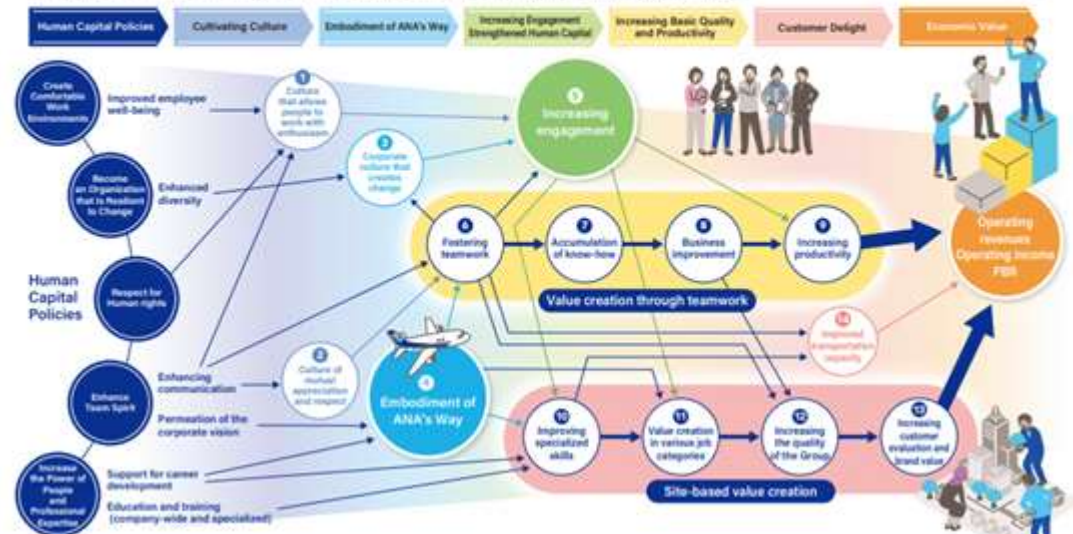 Human Capital Policies
Cultivating Culture
Embodiment of ANA's Way
Increasing Engagement
Strengthened Human Capital
Increasing Basic Quality
and Productivity
Customer Delight
Economic Value
Create
Comfortable
Work
Environments
Improved employee
well-being
1
Culture
that allows
people to
work with
enthusiasm
5
Increasing
engagement
Become
an Organization
that is Resilient
to Change
Enhanced
diversity
3
Corporate
culture that
creates
change
6
Fostering
teamwork
7
Accumulation
of know-how
8
Business
improvement
9
Increasing
productivity
Operating
revenues
Operating income
PBR
Human
Capital
Policies
Respect for
Human rights
Value creation through teamwork
14
Improved
transportation
capacity
Enhance
Team Spirit
Enhancing
communication
2
Culture of
mutual
appreciation
and respect
4
Embodiment of
ANA's Way
Permeation of the
corporate vision
10
Improving
specialized
skills
11
Value creation
in various job
categories
12
Increasing
the quality
of the Group
13
Increasing
customer
evaluation and
brand value
Increase
the Power of
People
and
Professional
Expertise
Support for career
development
Education and training
(company-wide and specialized)
Site-based value creation